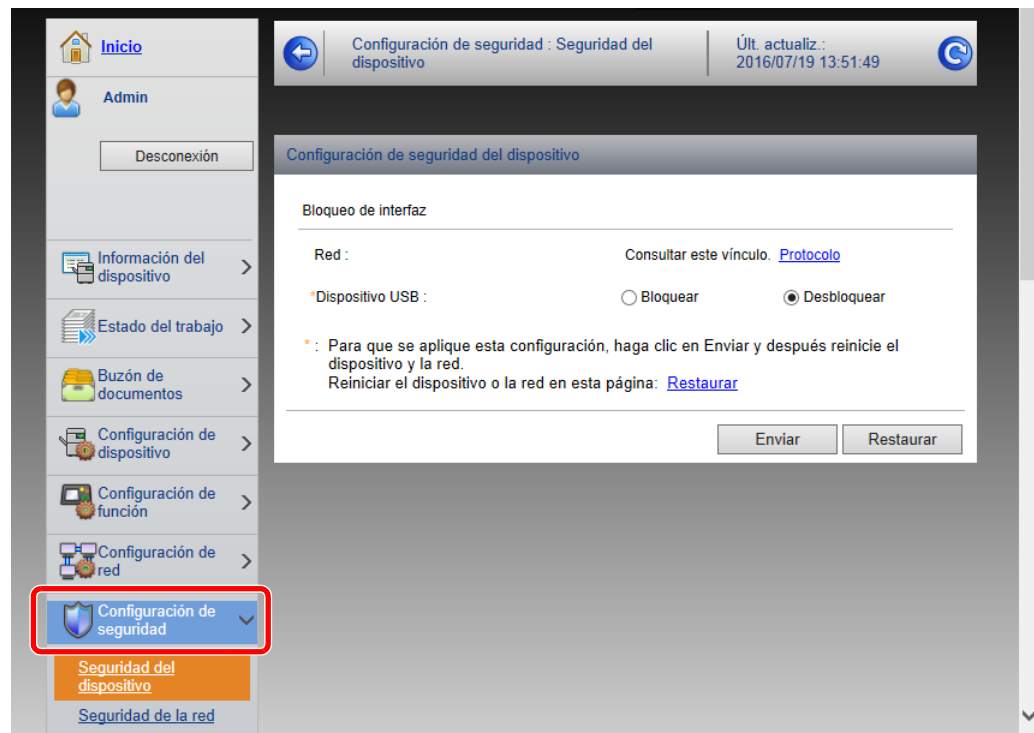 Inicio
Admin
Desconexión
Información del
dispositivo
Estado del trabajo
Buzón de
documentos
Configuración de
dispositivo
Configuración de
función
Configuración de
red
Configuración de
seguridad
Seguridad del
dispositivo
Seguridad de la red
Configuración de seguridad : Seguridad del
dispositivo
Últ. actualiz.:
2016/07/19 13:51:49
Configuración de seguridad del dispositivo
Bloqueo de interfaz
Red : Consultar este vínculo. Protocolo
*Dispositivo USB : Bloquear Desbloquear
* : Para que se aplique esta configuración, haga clic en Enviar y después reinicie el
dispositivo y la red.
Reiniciar el dispositivo o la red en esta página: Restaurar
Enviar Restaurar